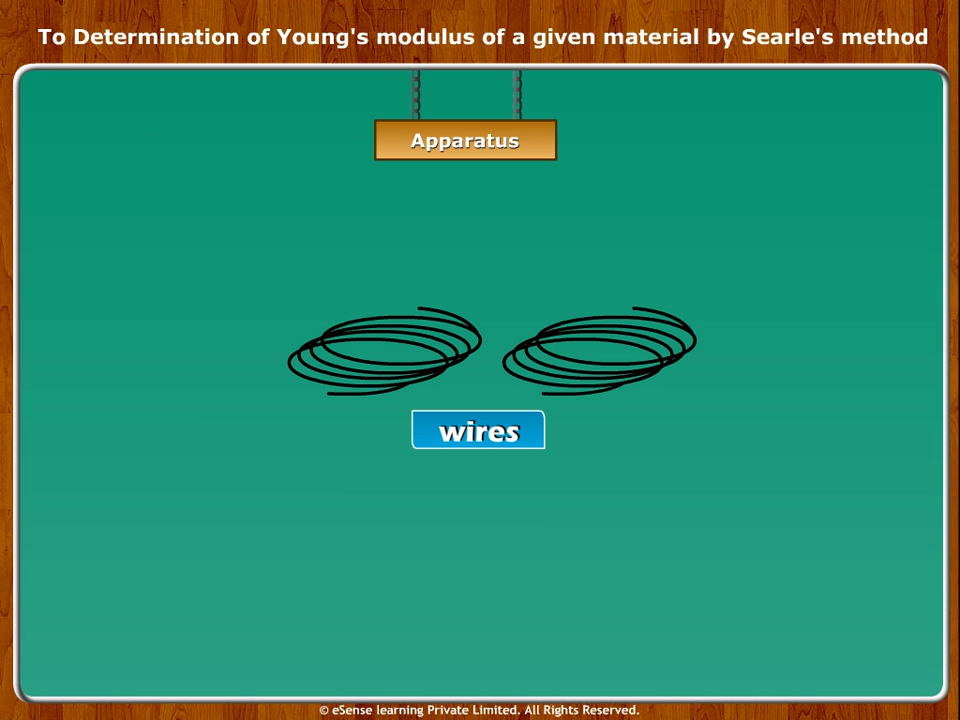 To Determination of Young's modulus of a given material by Searle's method
Apparatus
wires
© eSense learning Private Limited. All Rights Reserved.